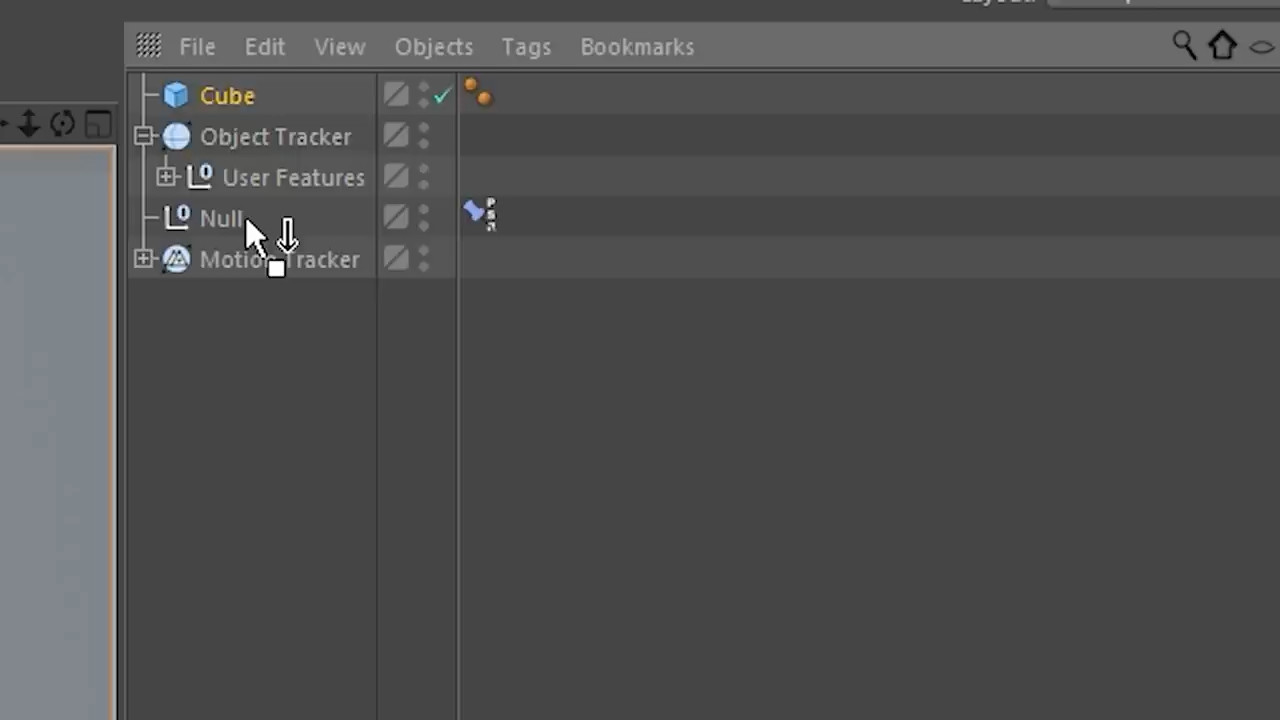 File Edit View Objects Tags Bookmarks
Cube
Object Tracker
User Features
Null
Motion Tracker